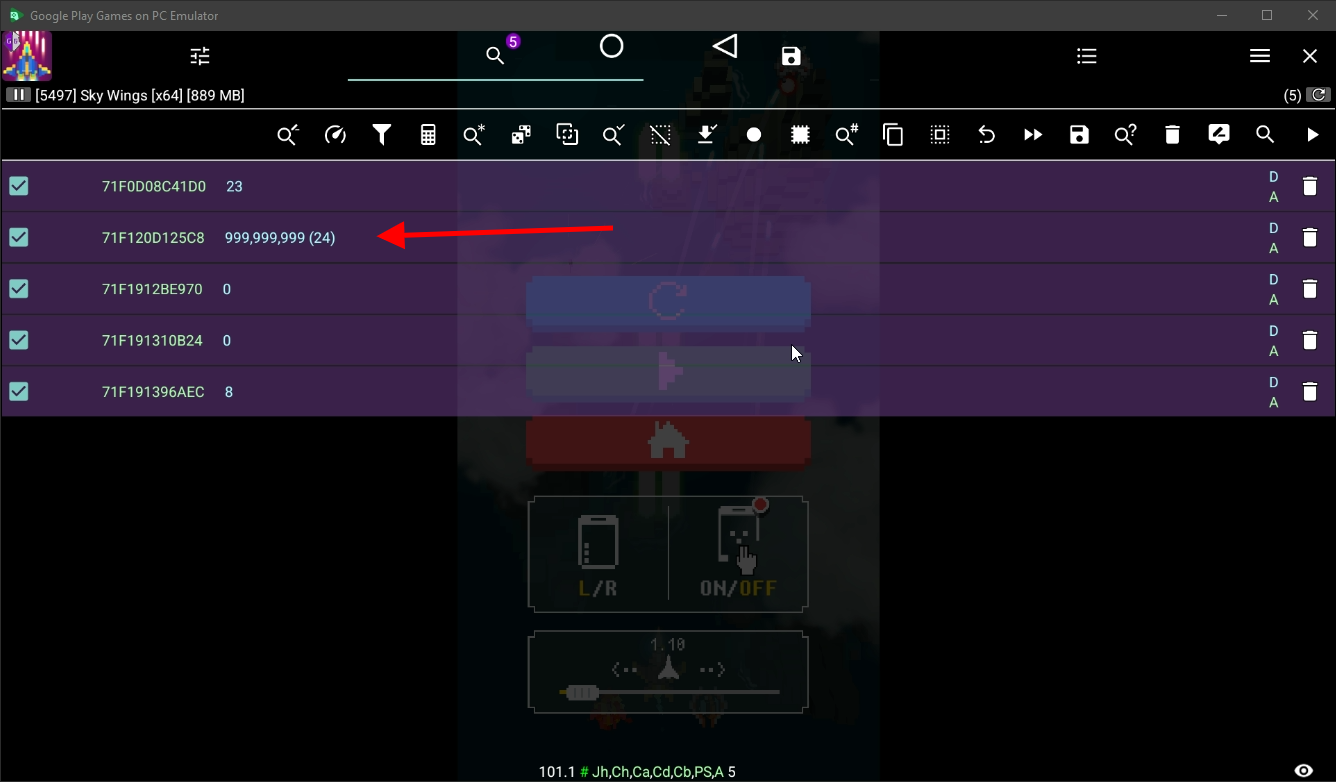 Google Play Games on PC Emulator
5
[5497] Sky Wings [x64] [889 MB]
(5)
71F0D08C41D0 23 D A
71F120D125C8 999,999,999 (24) D A
71F1912BE970 0 D A
71F191310B24 0 D A
71F191396AEC 8 D A
L/R ON/OFF
1.10
101.1 # Jh,Ch,Ca,Cd,Cb,PS,A 5